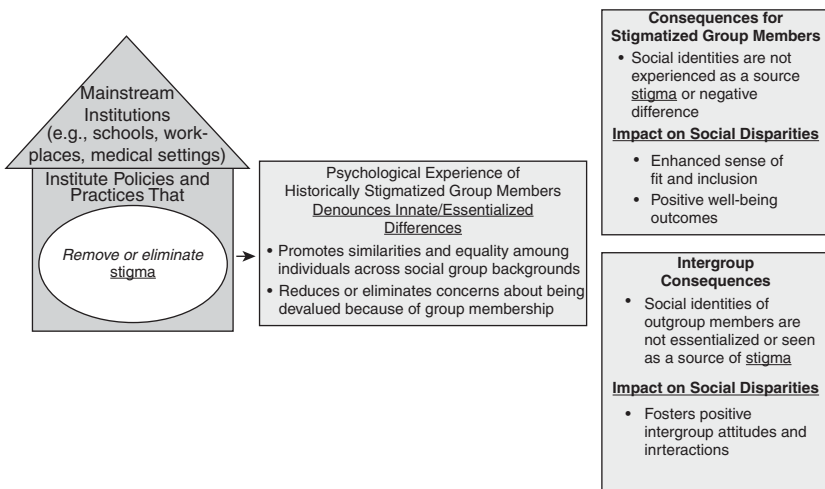 Mainstream
Institutions
(e.g., schools, work-
places, medical settings)
Institute Policies and
Practices That
Remove or eliminate
stigma
Psychological Experience of
Historically Stigmatized Group Members
Denounces Innate/Essentialized
Differences
• Promotes similarities and equality amoung
individuals across social group backgrounds
• Reduces or eliminates concerns about being
devalued because of group membership
Consequences for
Stigmatized Group Members
• Social identities are not
experienced as a source
stigma or negative
difference
Impact on Social Disparities
• Enhanced sense of
fit and inclusion
• Positive well-being
outcomes
Intergroup
Consequences
• Social identities of
outgroup members are
not essentialized or seen
as a source of stigma
Impact on Social Disparities
• Fosters positive
intergroup attitudes and
inrteractions